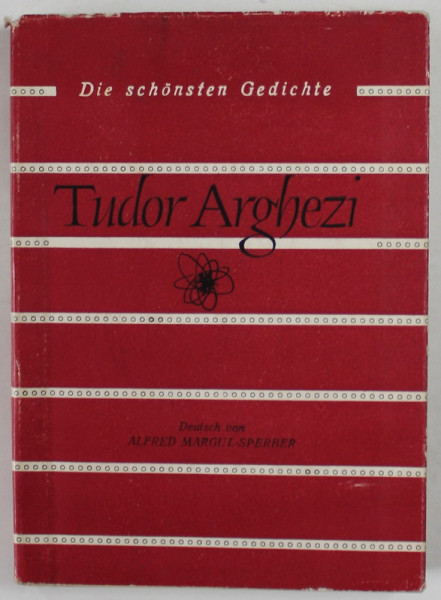 Die schönsten Gedichte
Tudor Arghezi
Deutsch von
ALFRED MARGUL-SPERBER